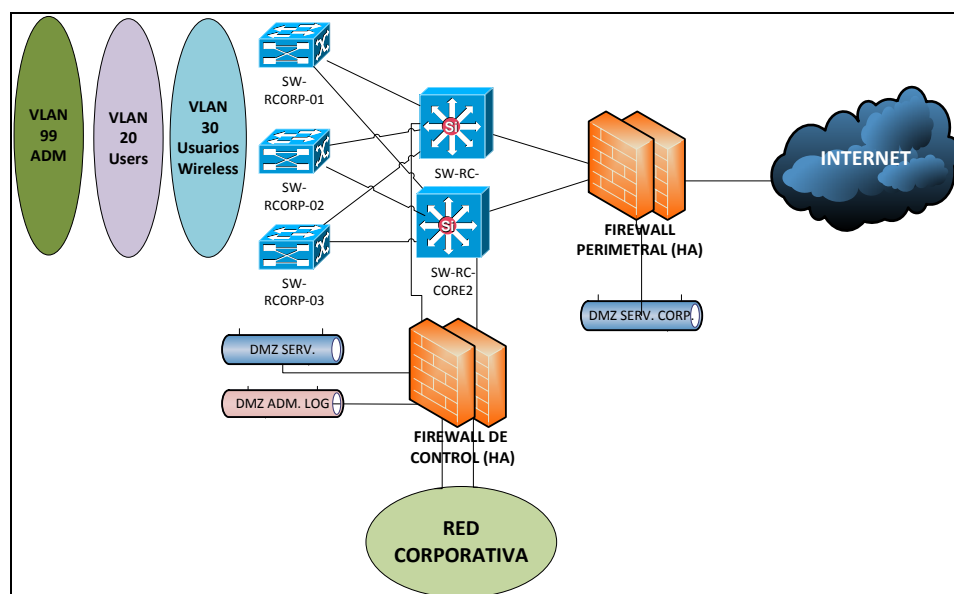 VLAN
99
ADM
VLAN
20
Users
VLAN
30
Usuarios
Wireless
SW-
RCORP-01
SW-
RCORP-02
SW-
RCORP-03
Si
SW-RC-
Si
SW-RC-
CORE2
FIREWALL
PERIMETRAL (HA)
INTERNET
DMZ SERV. CORP.
DMZ SERV.
DMZ ADM. LOG
FIREWALL DE
CONTROL (HA)
RED
CORPORATIVA